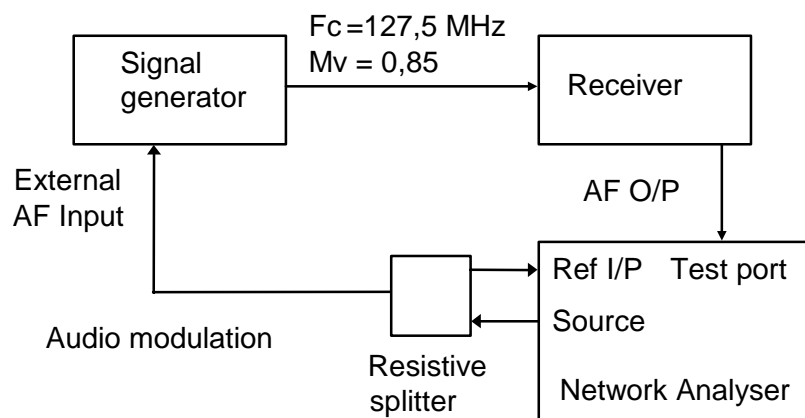 Fc =127,5 MHz
Mv = 0,85
Signal
generator
Receiver
External
AF Input
AF O/P
Ref I/P Test port
Source
Audio modulation
Resistive
splitter
Network Analyser